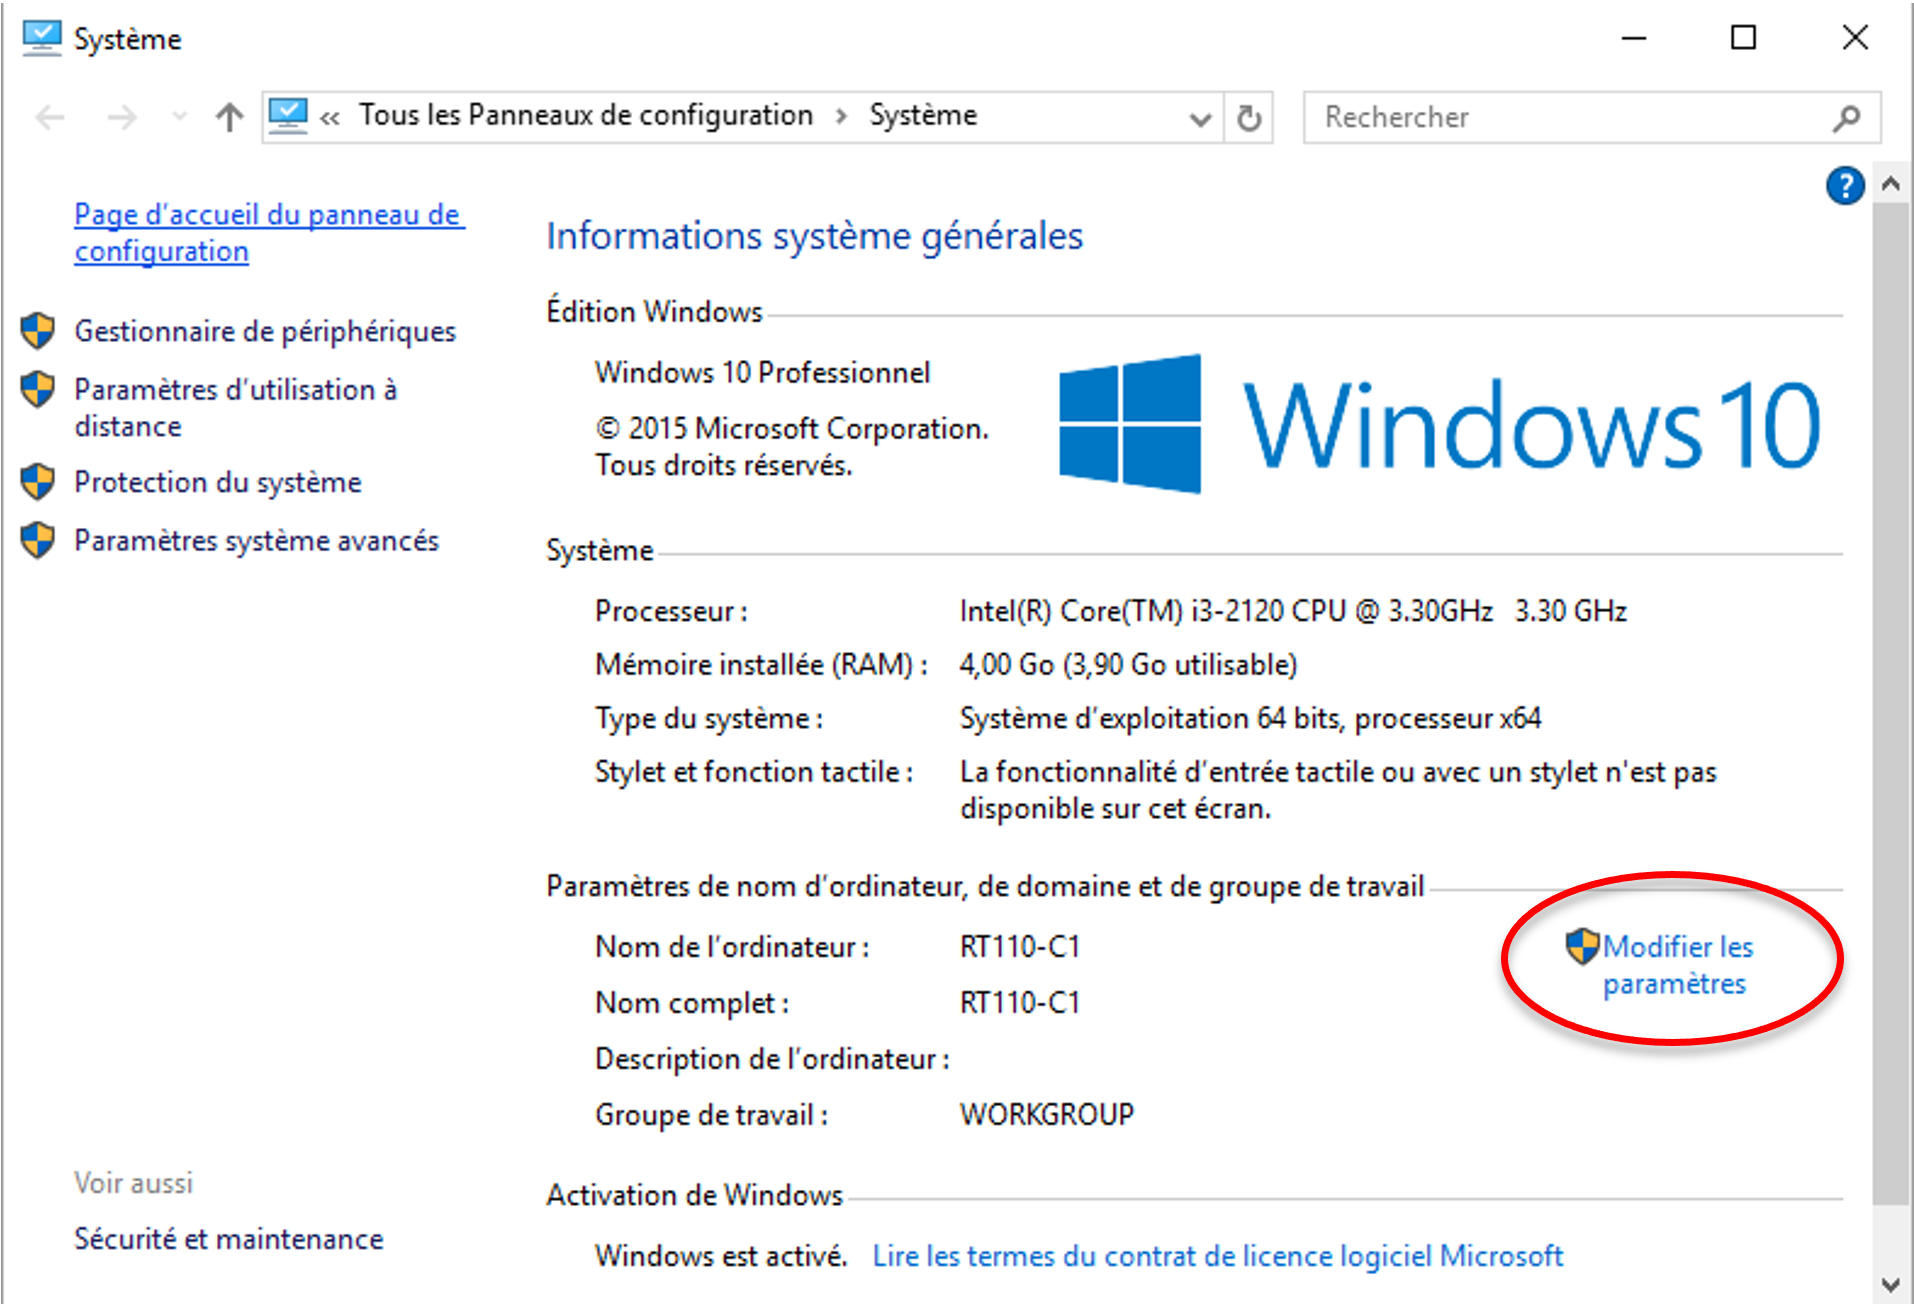 Système
« Tous les Panneaux de configuration › Système
Rechercher
?
Page d'accueil du panneau de
configuration
Gestionnaire de périphériques
Paramètres d'utilisation à
distance
Protection du système
Paramètres système avancés
Voir aussi
Sécurité et maintenance
Informations système générales
Édition Windows
Windows 10 Professionnel
© 2015 Microsoft Corporation.
Tous droits réservés.
Windows 10
Système
Processeur : Intel(R) Core(TM) i3-2120 CPU @ 3.30GHz 3.30 GHz
Mémoire installée (RAM) : 4,00 Go (3,90 Go utilisable)
Type du système : Système d'exploitation 64 bits, processeur x64
Stylet et fonction tactile : La fonctionnalité d'entrée tactile ou avec un stylet n'est pas
disponible sur cet écran.
Paramètres de nom d'ordinateur, de domaine et de groupe de travail
Nom de l'ordinateur : RT110-C1
Modifier les
paramètres
Nom complet : RT110-C1
Description de l'ordinateur :
Groupe de travail : WORKGROUP
Activation de Windows
Windows est activé. Lire les termes du contrat de licence logiciel Microsoft